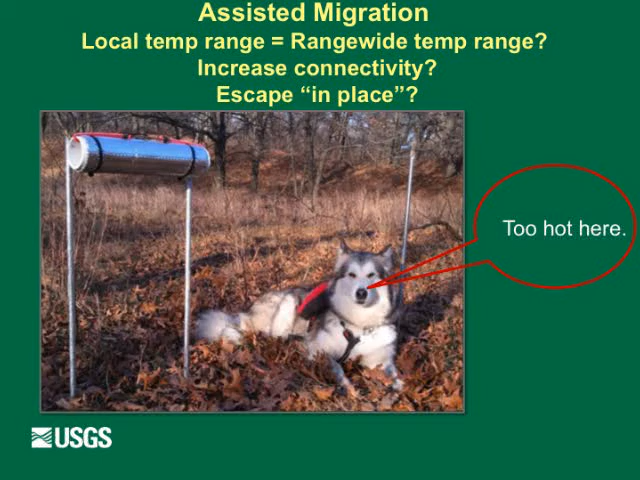 Assisted Migration
Local temp range = Rangewide temp range?
Increase connectivity?
Escape “in place”?
Too hot here.
USGS